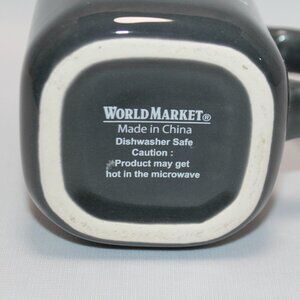 WORLD MARKET®
Made in China
Dishwasher Safe
Caution :
Product may get
hot in the microwave